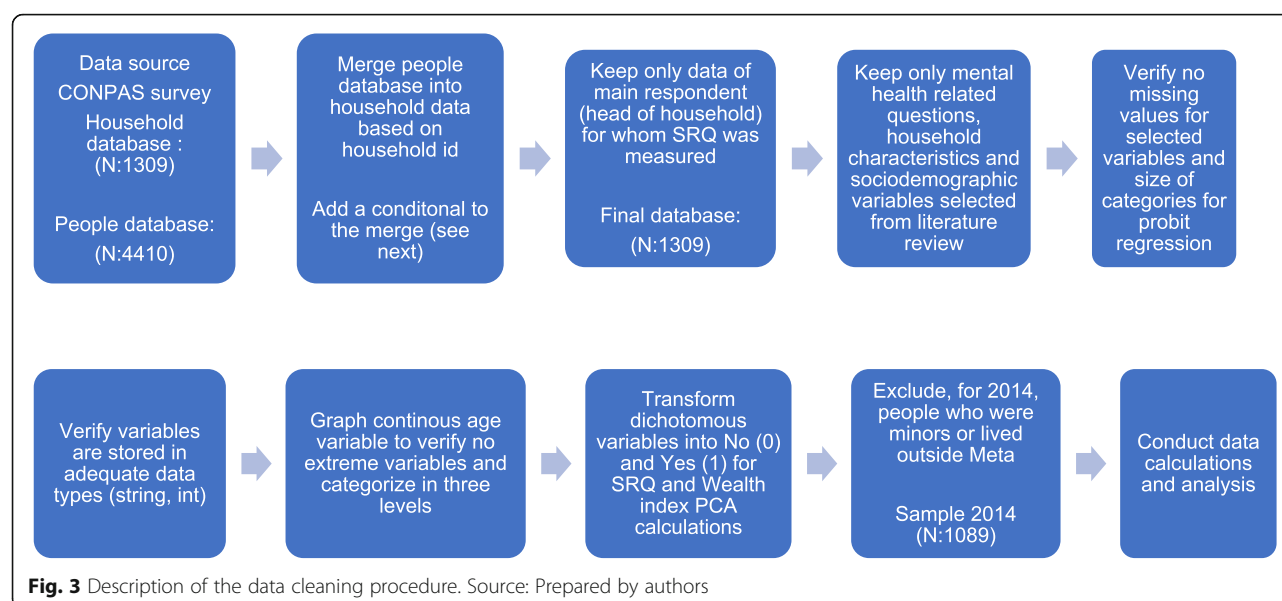 Data source
CONPAS survey
Household
database :
(N:1309)
People database:
(N:4410)
Merge people
database into
household data
based on
household id
Add a conditonal to
the merge (see
next)
Keep only data of
main respondent
(head of household)
for whom SRQ was
measured
Final database:
(N:1309)
Keep only mental
health related
questions,
household
characteristics and
sociodemographic
variables selected
from literature
review
Verify no
missing
values for
selected
variables and
size of
categories for
probit
regression
Verify variables
are stored in
adequate data
types (string, int)
Graph continous age
variable to verify no
extreme variables and
categorize in three
levels
Transform
dichotomous
variables into No (0)
and Yes (1) for
SRQ and Wealth
index PCA
calculations
Exclude, for 2014,
people who were
minors or lived
outside Meta
Sample 2014
(N:1089)
Conduct data
calculations
and analysis
Fig. 3 Description of the data cleaning procedure. Source: Prepared by authors